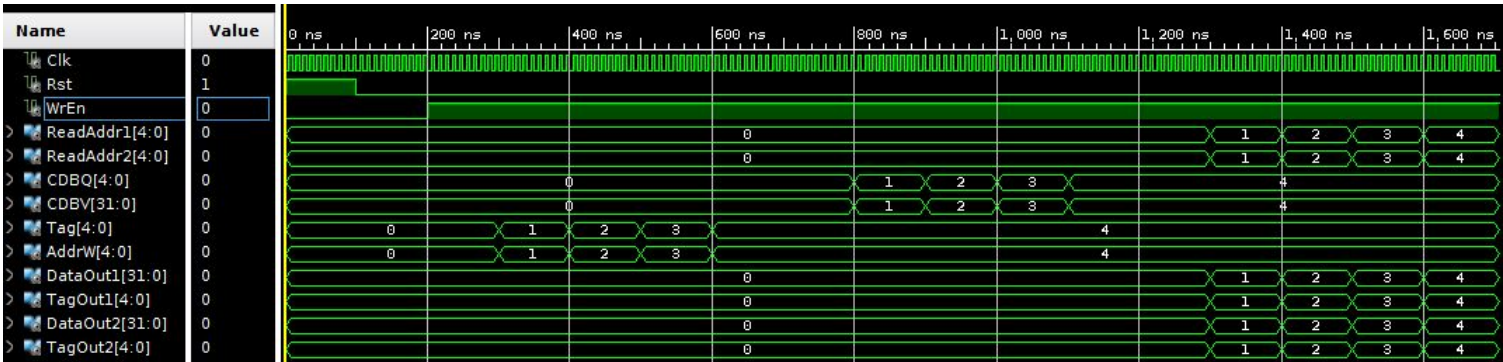 Name Value 0 ns 200 ns 400 ns 600 ns 800 ns 1,000 ns 1,200 ns 1,400 ns 1,600 ns
Clk 0
Rst 1
WrEn 0
ReadAddr1[4:0] 0 0 1 2 3 4
ReadAddr2[4:0] 0 0 1 2 3 4
CDBQ[4:0] 0 0 1 2 3 4
CDBV[31:0] 0 0 1 2 3 4
Tag[4:0] 0 0 1 2 3 4
AddrW[4:0] 0 0 1 2 3 4
DataOut1[31:0] 0 0 1 2 3 4
TagOut1[4:0] 0 0 1 2 3 4
DataOut2[31:0] 0 0 1 2 3 4
TagOut2[4:0] 0 0 1 2 3 4